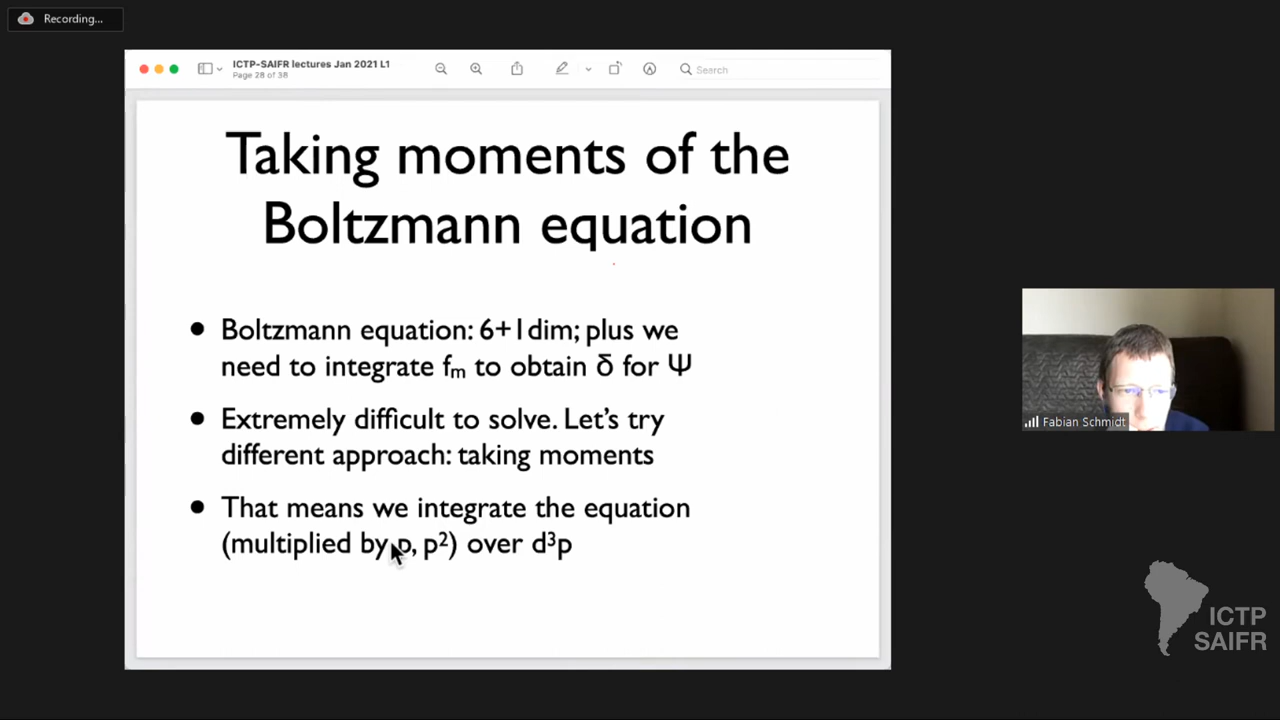 Recording...
ICTP-SAIFR lectures Jan 2021 L1
Page 28 of 38
Search
Taking moments of the
Boltzmann equation
• Boltzmann equation: 6+1dim; plus we
need to integrate fₘ to obtain δ for Ψ
• Extremely difficult to solve. Let's try
different approach: taking moments
• That means we integrate the equation
(multiplied by p, p²) over d³p
Fabian Schmidt
ICTP
SAIFR